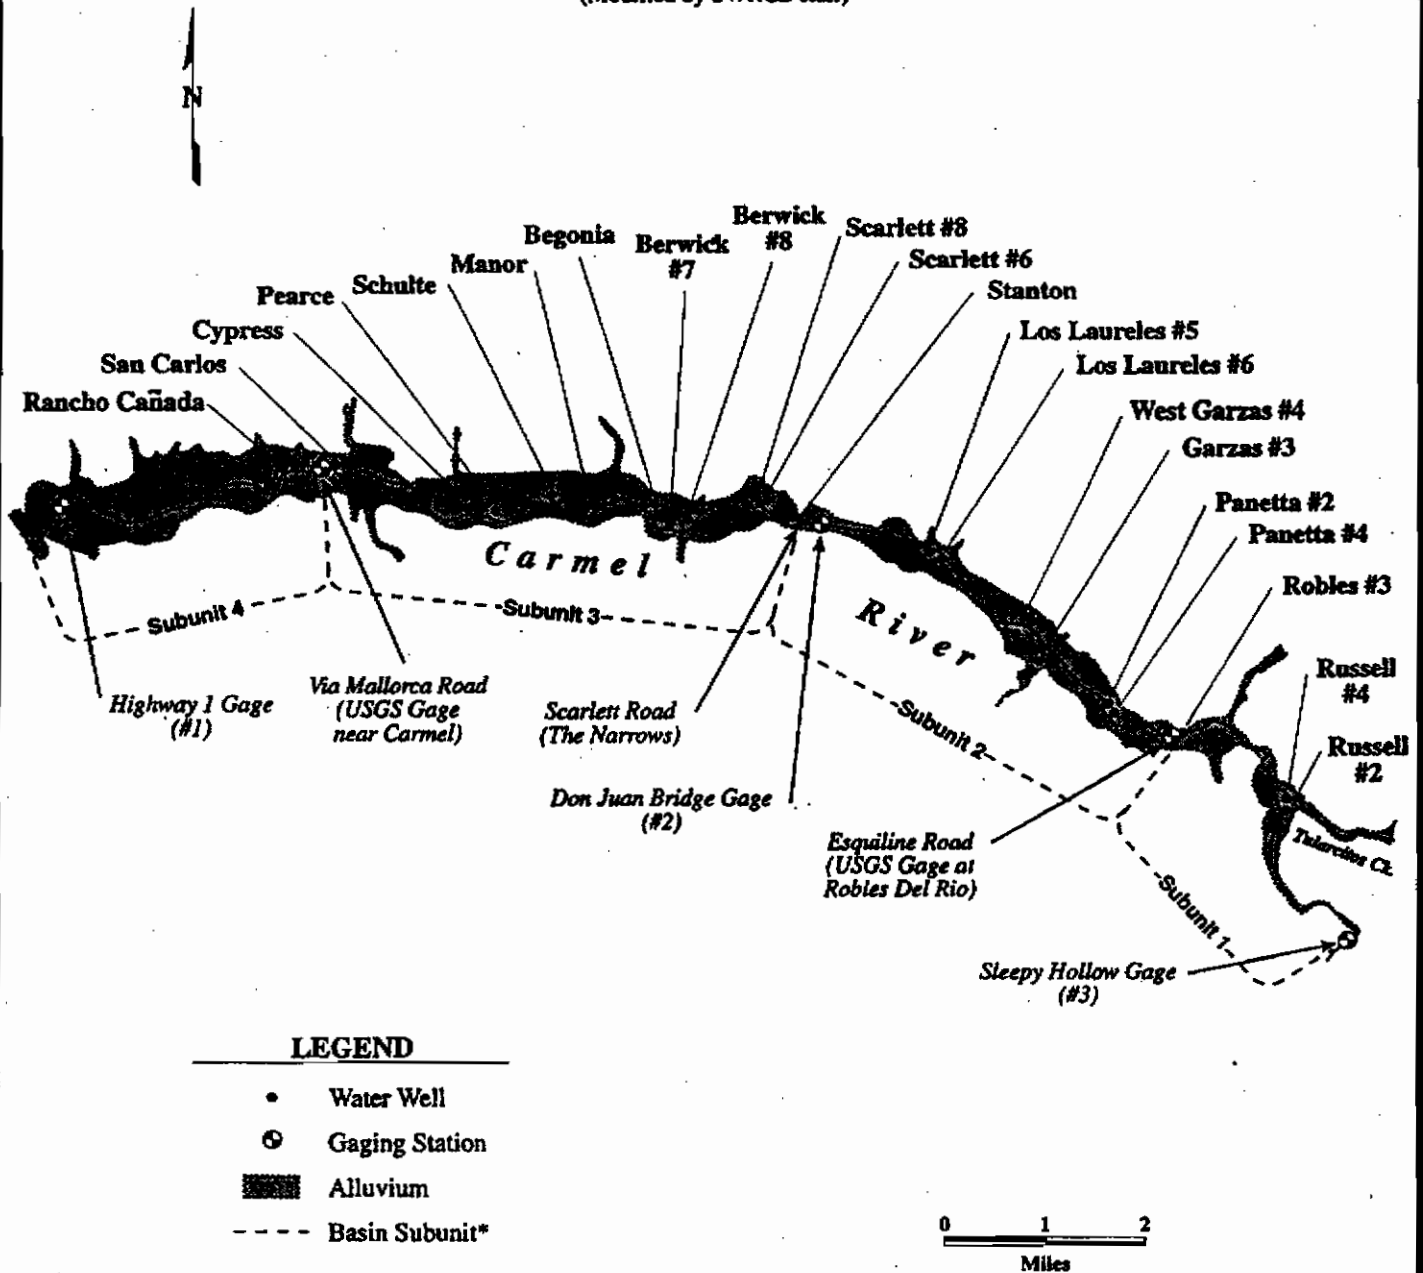 N
Berwick
#8
Scarlett #8
Begonia
Berwick
#7
Scarlett #6
Manor
Schulte
Stanton
Pearce
Cypress
Los Laureles #5
San Carlos
Los Laureles #6
Rancho Cañada
West Garzas #4
Garzas #3
Panetta #2
Panetta #4
Carmel
Robles #3
River
Subunit 4
Subunit 3
Russell
#4
Highway 1 Gage
(#1)
Via Mallorca Road
(USGS Gage
near Carmel)
Scarlett Road
(The Narrows)
Subunit 2
Russell
#2
Don Juan Bridge Gage
(#2)
Esquiline Road
(USGS Gage at
Robles Del Rio)
Tularcitos Ck.
Subunit 1
Sleepy Hollow Gage
(#3)
LEGEND
Water Well
Gaging Station
Alluvium
Basin Subunit*
0 1 2
Miles